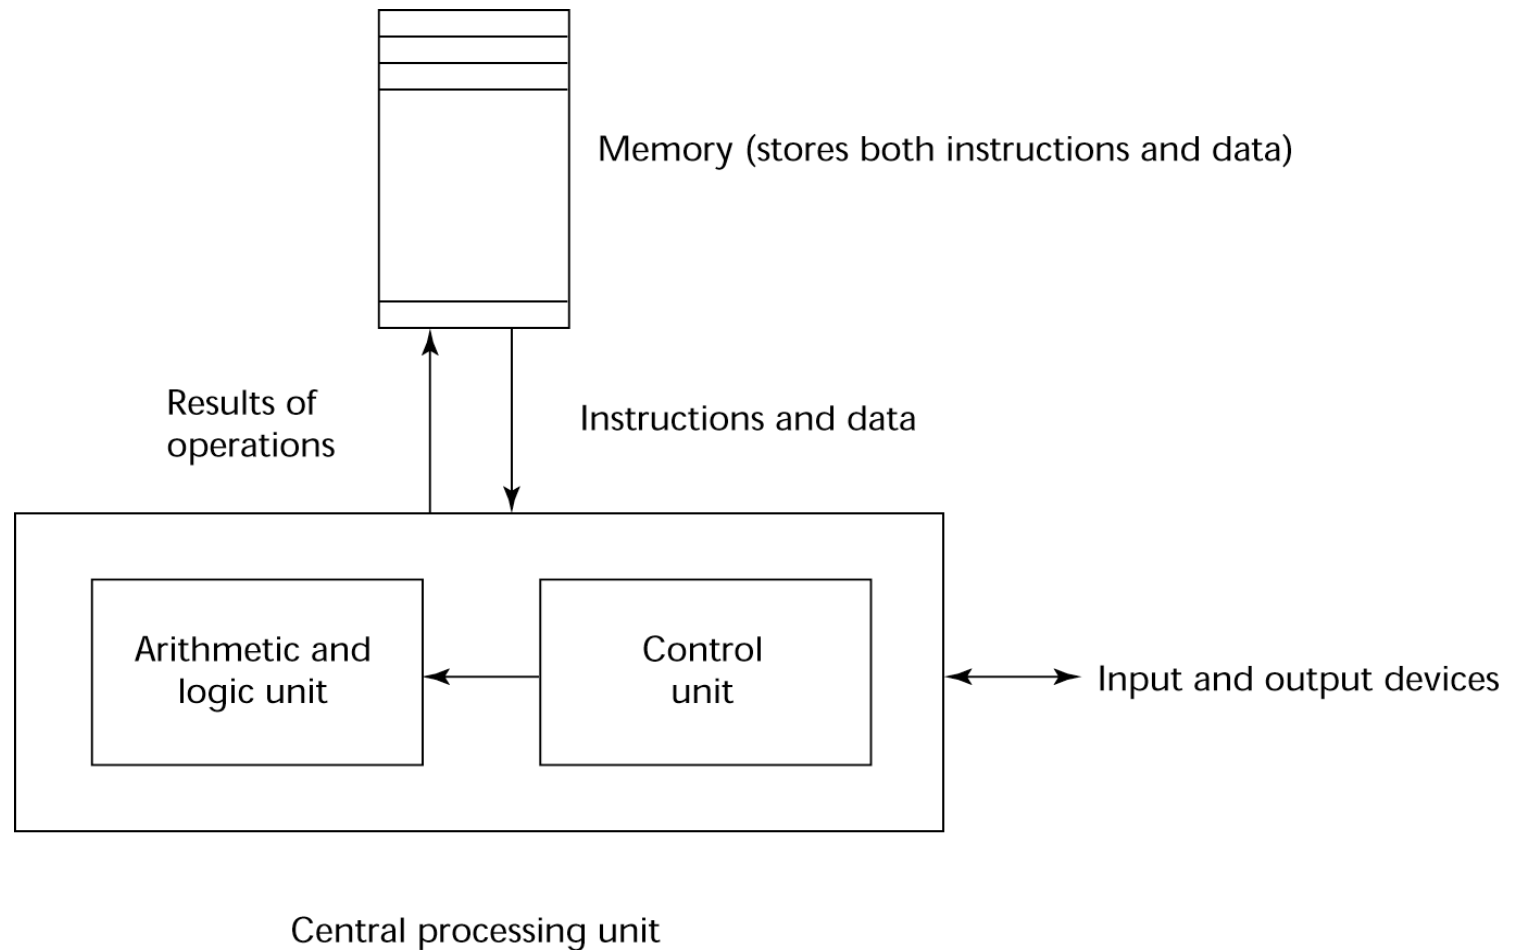 Memory (stores both instructions and data)
Results of
operations
Instructions and data
Arithmetic and
logic unit
Control
unit
Input and output devices
Central processing unit